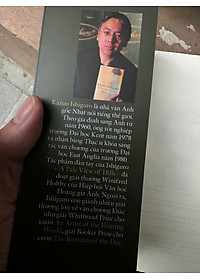 Kazuo Ishiguro là nhà văn Anh
gốc Nhật nổi tiếng thế giới.
Theo gia đình sang Anh từ
năm 1960, ông tốt nghiệp
trường Đại học Kent năm 1978
và nhận bằng Thạc sĩ khoa sáng
tác văn chương của trường Đại
học East Anglia năm 1980.
Tác phẩm đầu tay của Ishiguro
- A Pale View of Hills - đã
đoạt giải thưởng Winifred
Holtby của Hiệp hội Văn học
Hoàng gia Anh. Ngoài ra,
Ishiguro còn giành nhiều giải
thưởng lớn về văn chương khác
như giải Whitbread Prize cho
cuốn An Artist of the Floating
World, giải Booker Prize cho
cuốn The Remains of the Day.